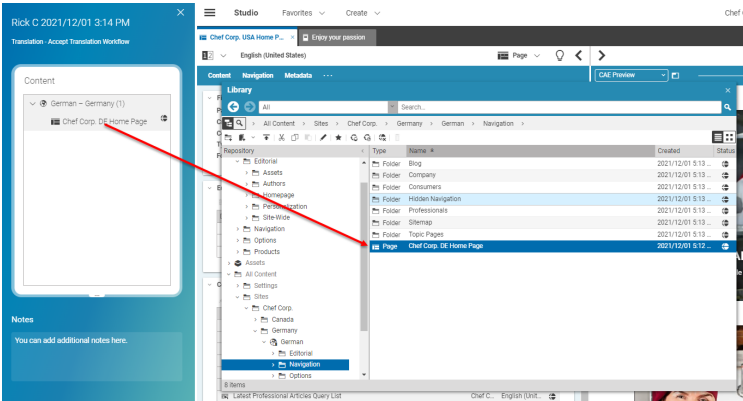 Rick C 2021/12/01 3:14 PM
Translation - Accept Translation Workflow
Content
German – Germany (1)
Chef Corp. DE Home Page
Notes
You can add additional notes here.
Studio
Favorites
Create
Chef
Chef Corp. USA Home P...
Enjoy your passion
English (United States)
Page
Content
Navigation
Metadata
CAE Preview
Library
All
Search...
All Content
Sites
Chef Corp.
Germany
German
Navigation
Repository
Type
Name
Created
Status
Editorial
Assets
Authors
Homepage
Personalization
Site-Wide
Navigation
Options
Products
Assets
All Content
Settings
Sites
Chef Corp.
Canada
Germany
German
Editorial
Navigation
Options
Folder Blog 2021/12/01 5:13 ...
Folder Company 2021/12/01 5:13 ...
Folder Consumers 2021/12/01 5:13 ...
Folder Hidden Navigation 2021/12/01 5:13 ...
Folder Professionals 2021/12/01 5:13 ...
Folder Sitemap 2021/12/01 5:13 ...
Folder Topic Pages 2021/12/01 5:13 ...
Page Chef Corp. DE Home Page 2021/12/01 5:12 ...
8 items
Latest Professional Articles Query List Chef C... English (Unit...